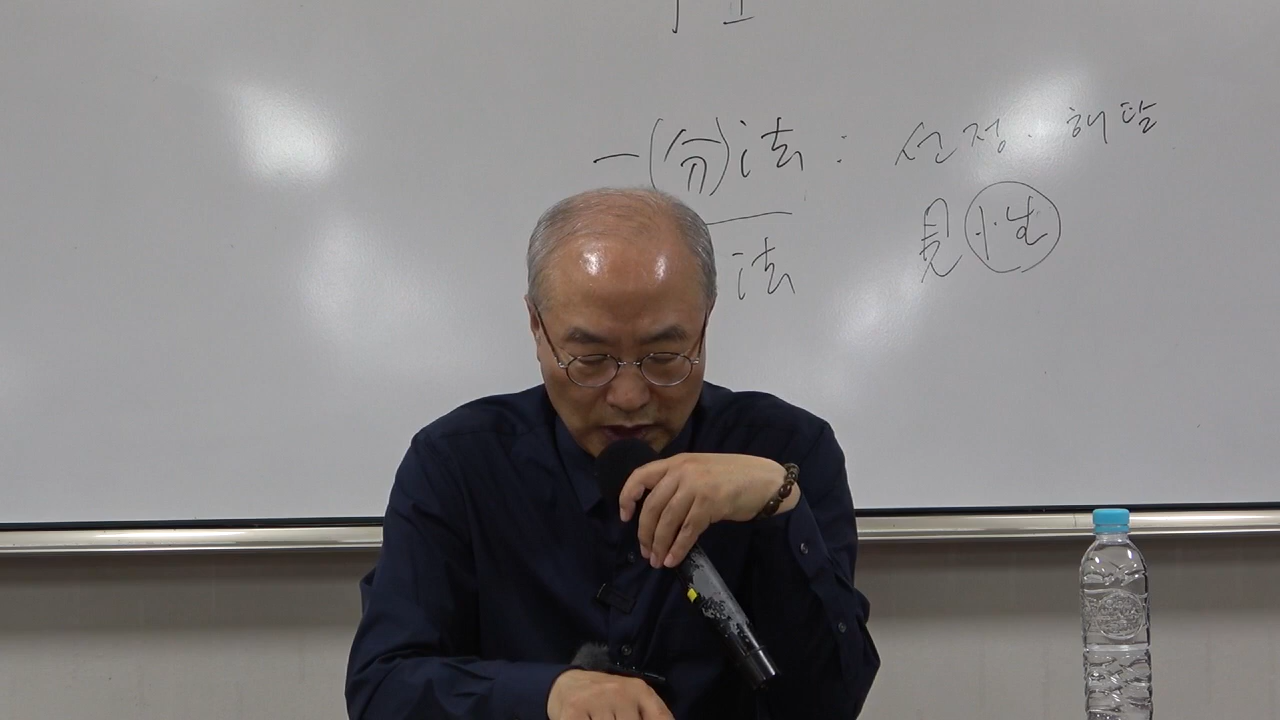 一(分)法 : 선정. 해탈
法 見性